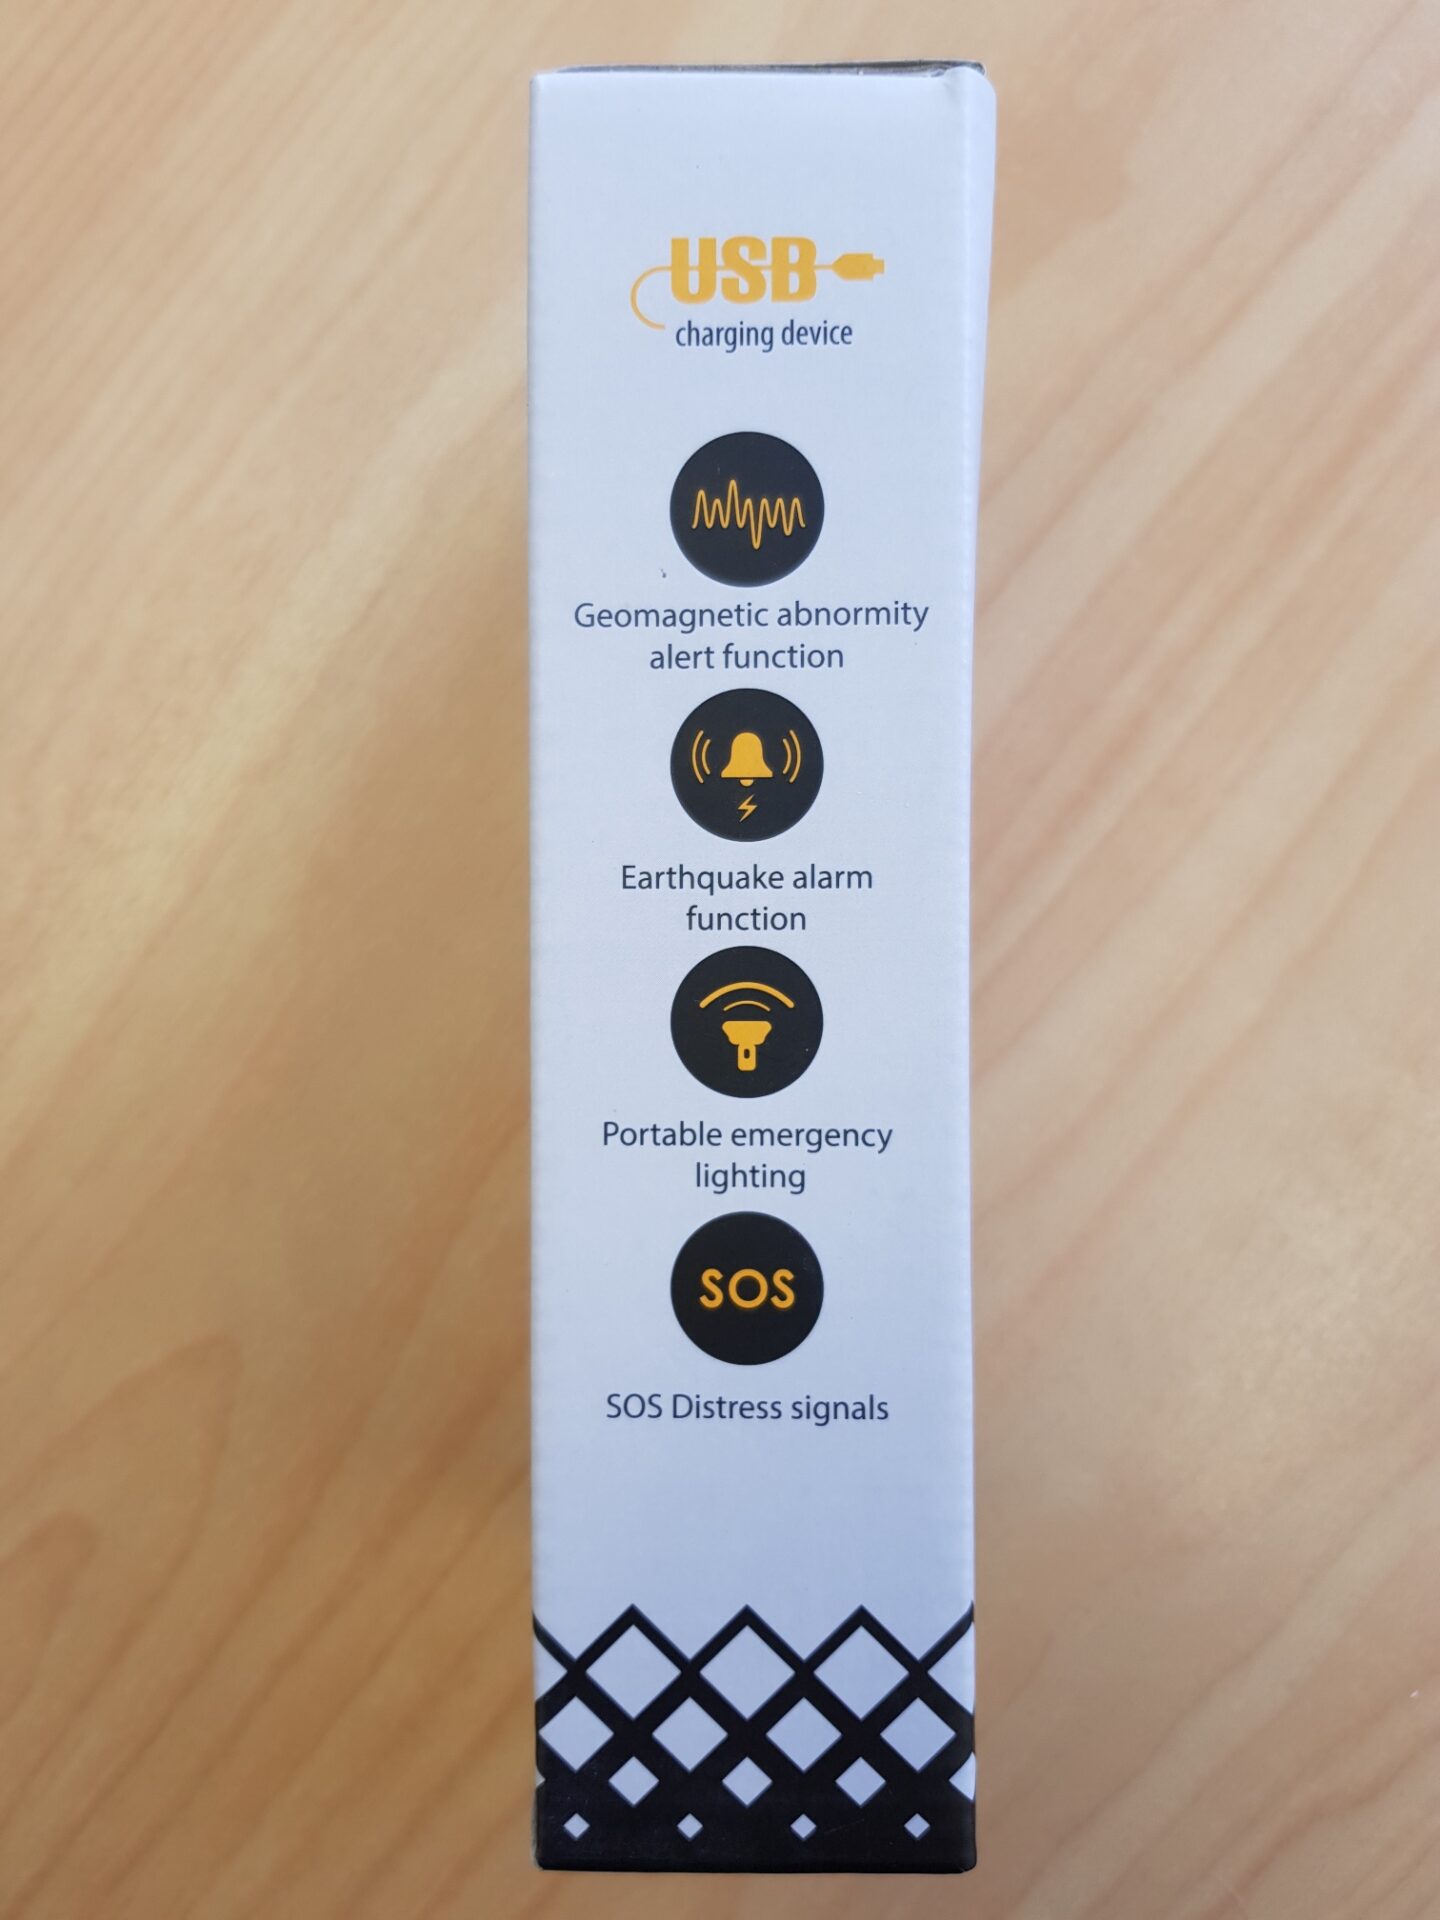 USB
charging device
Geomagnetic abnormity
alert function
Earthquake alarm
function
Portable emergency
lighting
SOS
SOS Distress signals